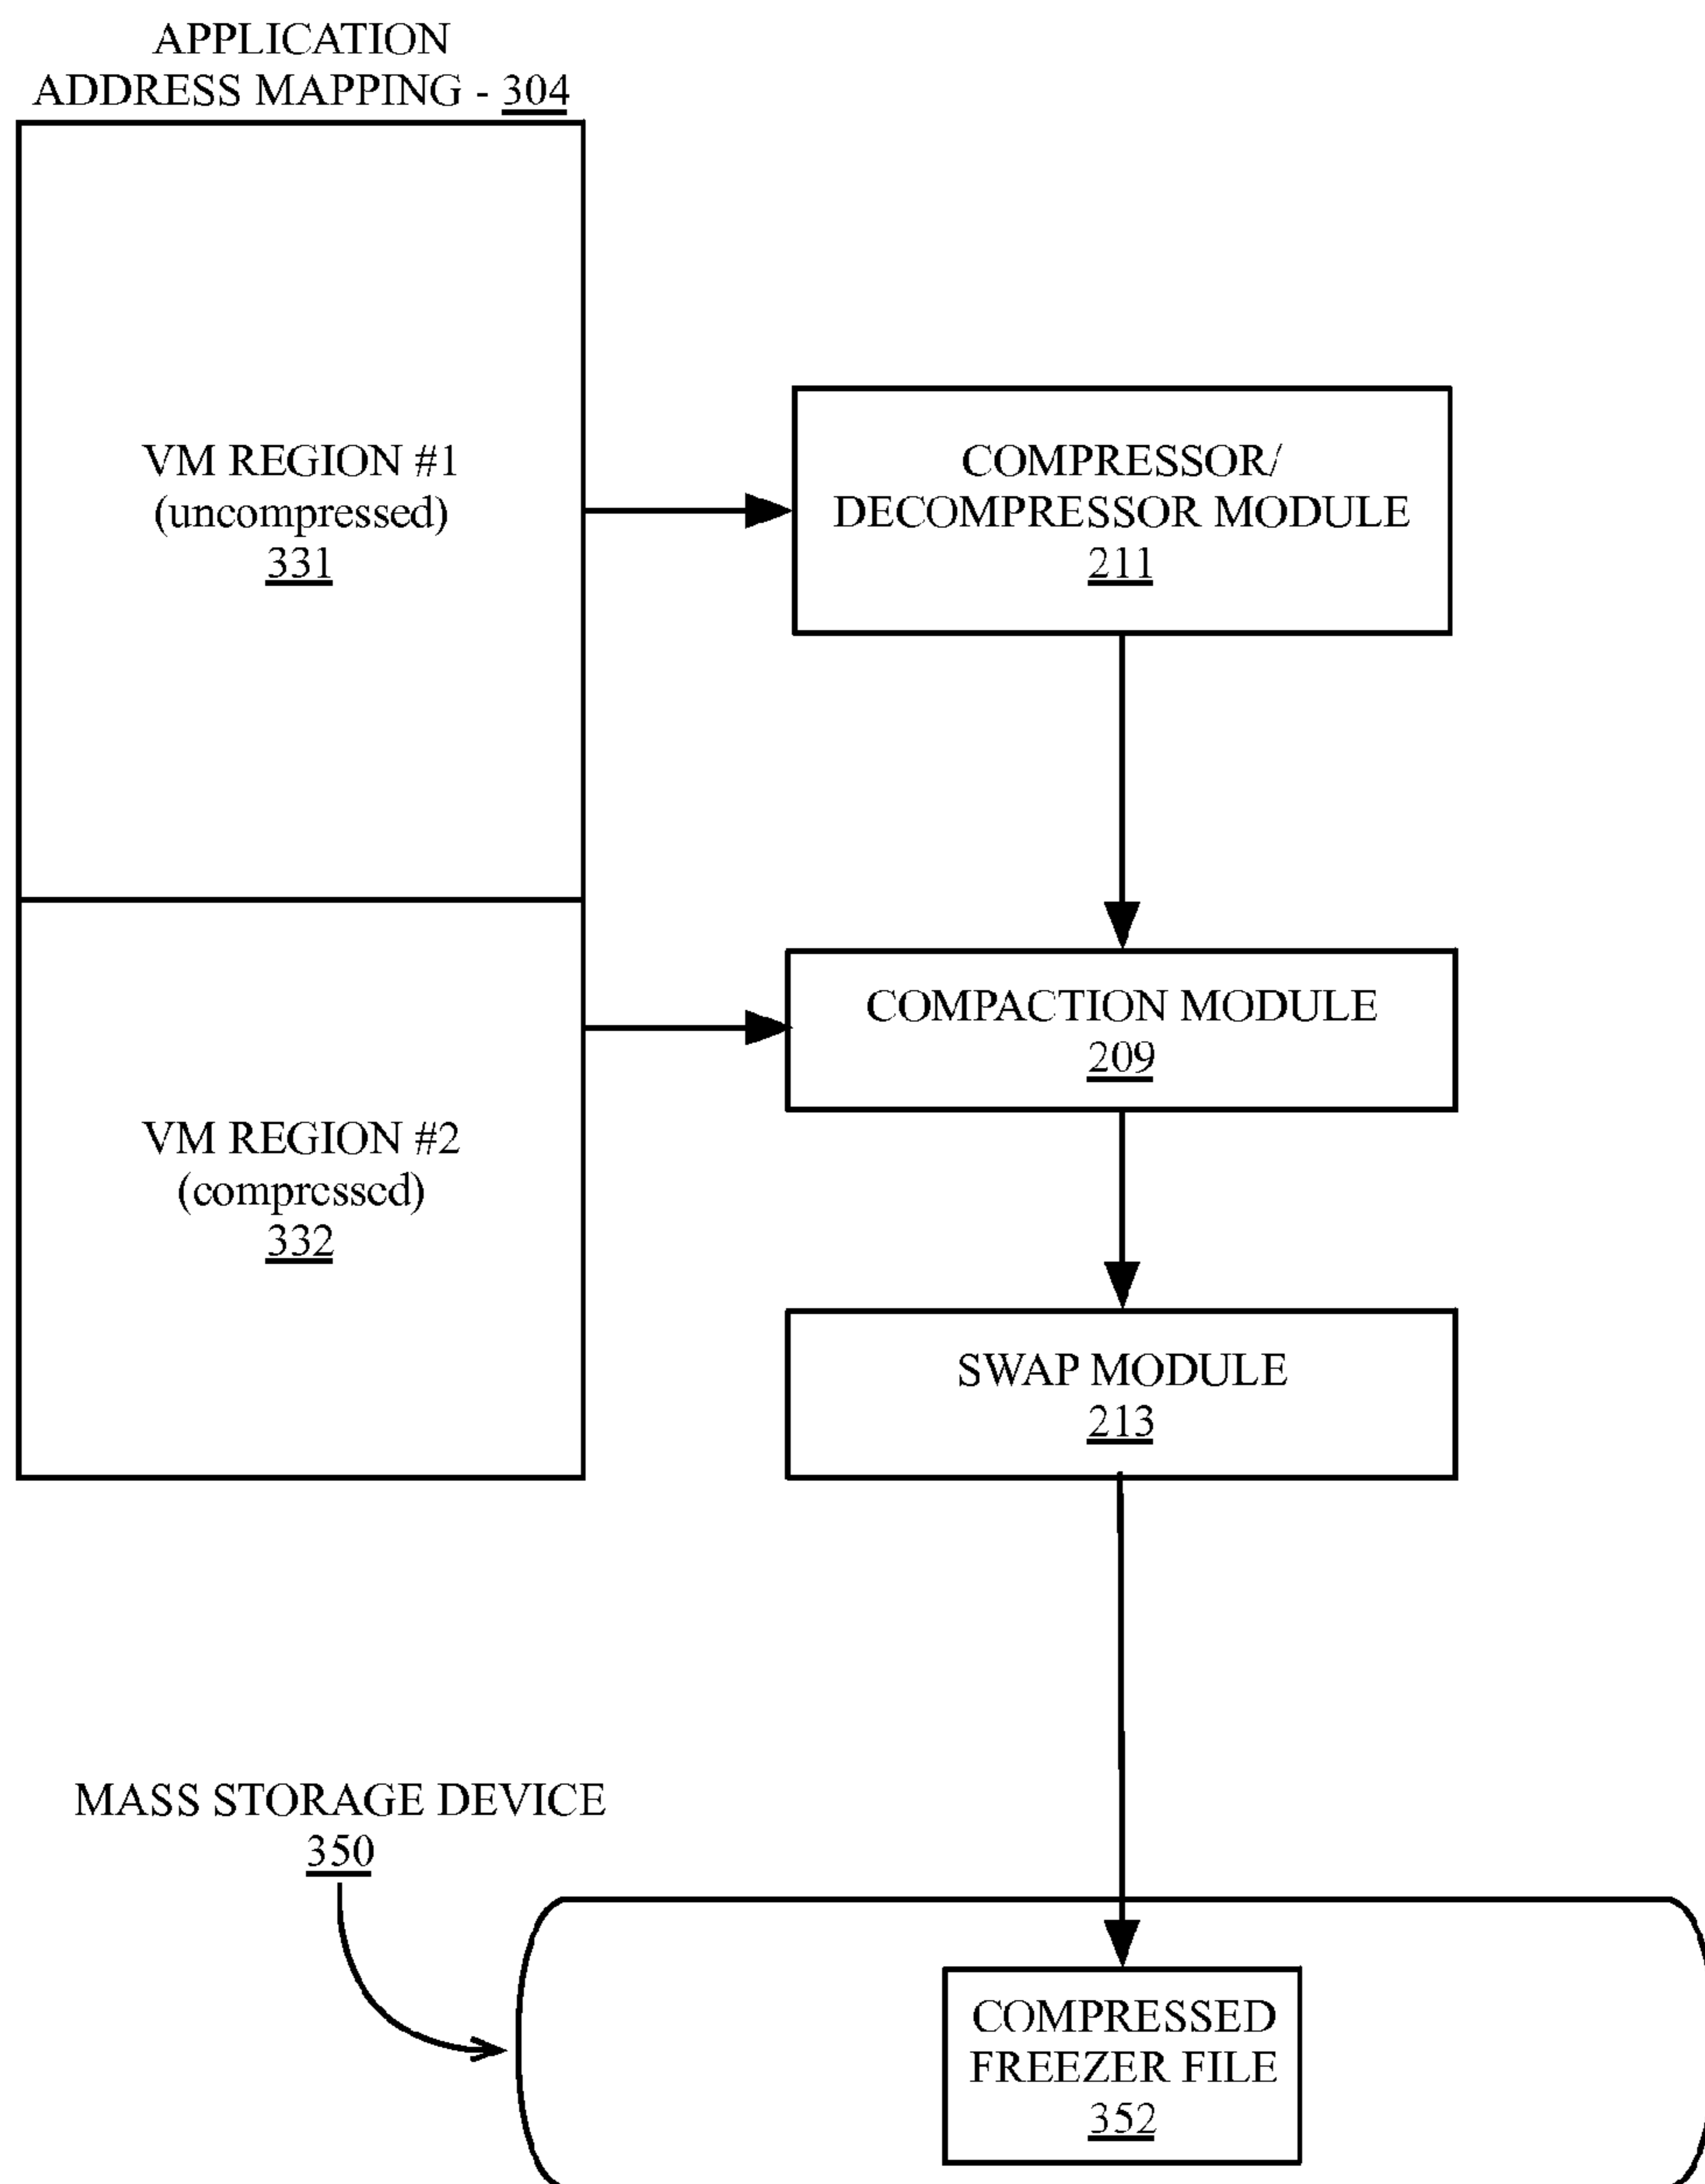 APPLICATION
ADDRESS MAPPING - 304
VM REGION #1
(uncompressed)
331
COMPRESSOR/
DECOMPRESSOR MODULE
211
COMPACTION MODULE
209
VM REGION #2
(compressed)
332
SWAP MODULE
213
MASS STORAGE DEVICE
350
COMPRESSED
FREEZER FILE
352